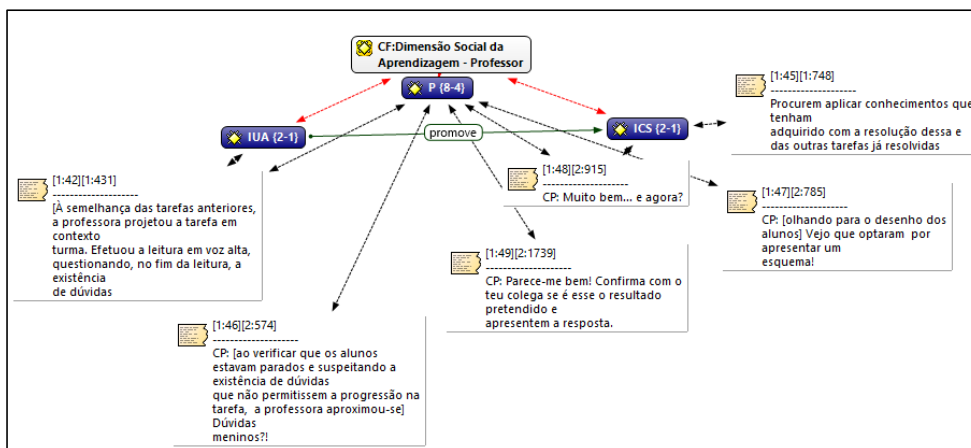 CF:Dimensão Social da
Aprendizagem - Professor
P {8-4}
IUA {2-1}
promove
ICS {2-1}
[1:45][1:748]
--------------------
Procurem aplicar conhecimentos que
tenham
adquirido com a resolução dessa e
das outras tarefas já resolvidas
[1:42][1:431]
--------------------
[À semelhança das tarefas anteriores,
a professora projetou a tarefa em
contexto
turma. Efetuou a leitura em voz alta,
questionando, no fim da leitura, a
existência
de dúvidas
[1:48][2:915]
--------------------
CP: Muito bem... e agora?
[1:47][2:785]
--------------------
CP: [olhando para o desenho dos
alunos] Vejo que optaram por
apresentar um
esquema!
[1:49][2:1739]
--------------------
CP: Parece-me bem! Confirma com o
teu colega se é esse o resultado
pretendido e
apresentem a resposta.
[1:46][2:574]
--------------------
CP: [ao verificar que os alunos
estavam parados e suspeitando a
existência de dúvidas
que não permitissem a progressão na
tarefa, a professora aproximou-se]
Dúvidas
meninos?!